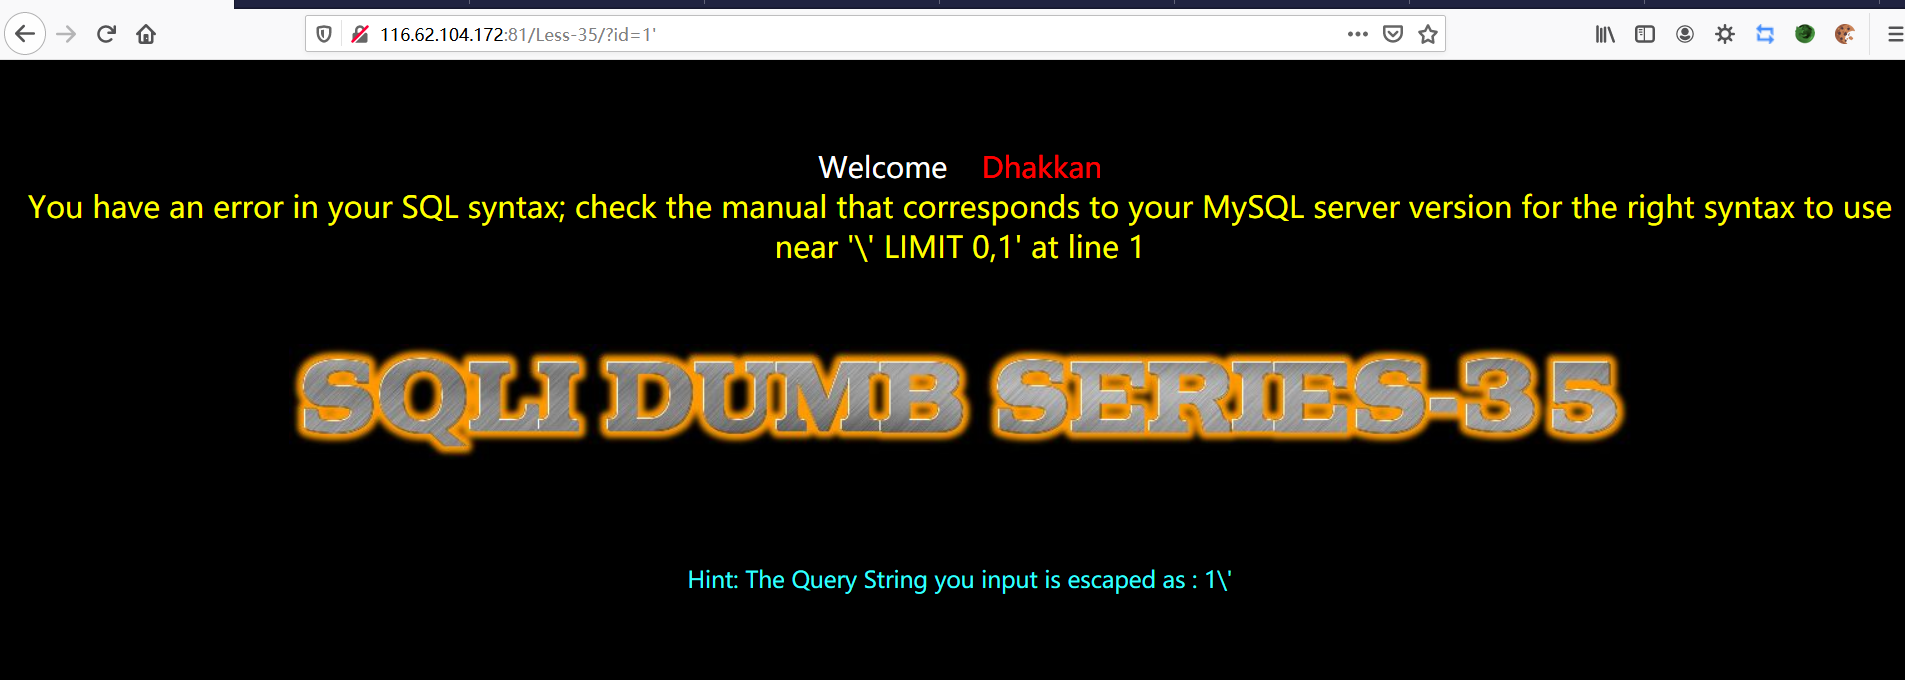 116.62.104.172:81/Less-35/?id=1'
Welcome Dhakkan
You have an error in your SQL syntax; check the manual that corresponds to your MySQL server version for the right syntax to use
near '\' LIMIT 0,1' at line 1
SQLI DUMB SERIES-35
Hint: The Query String you input is escaped as : 1\'